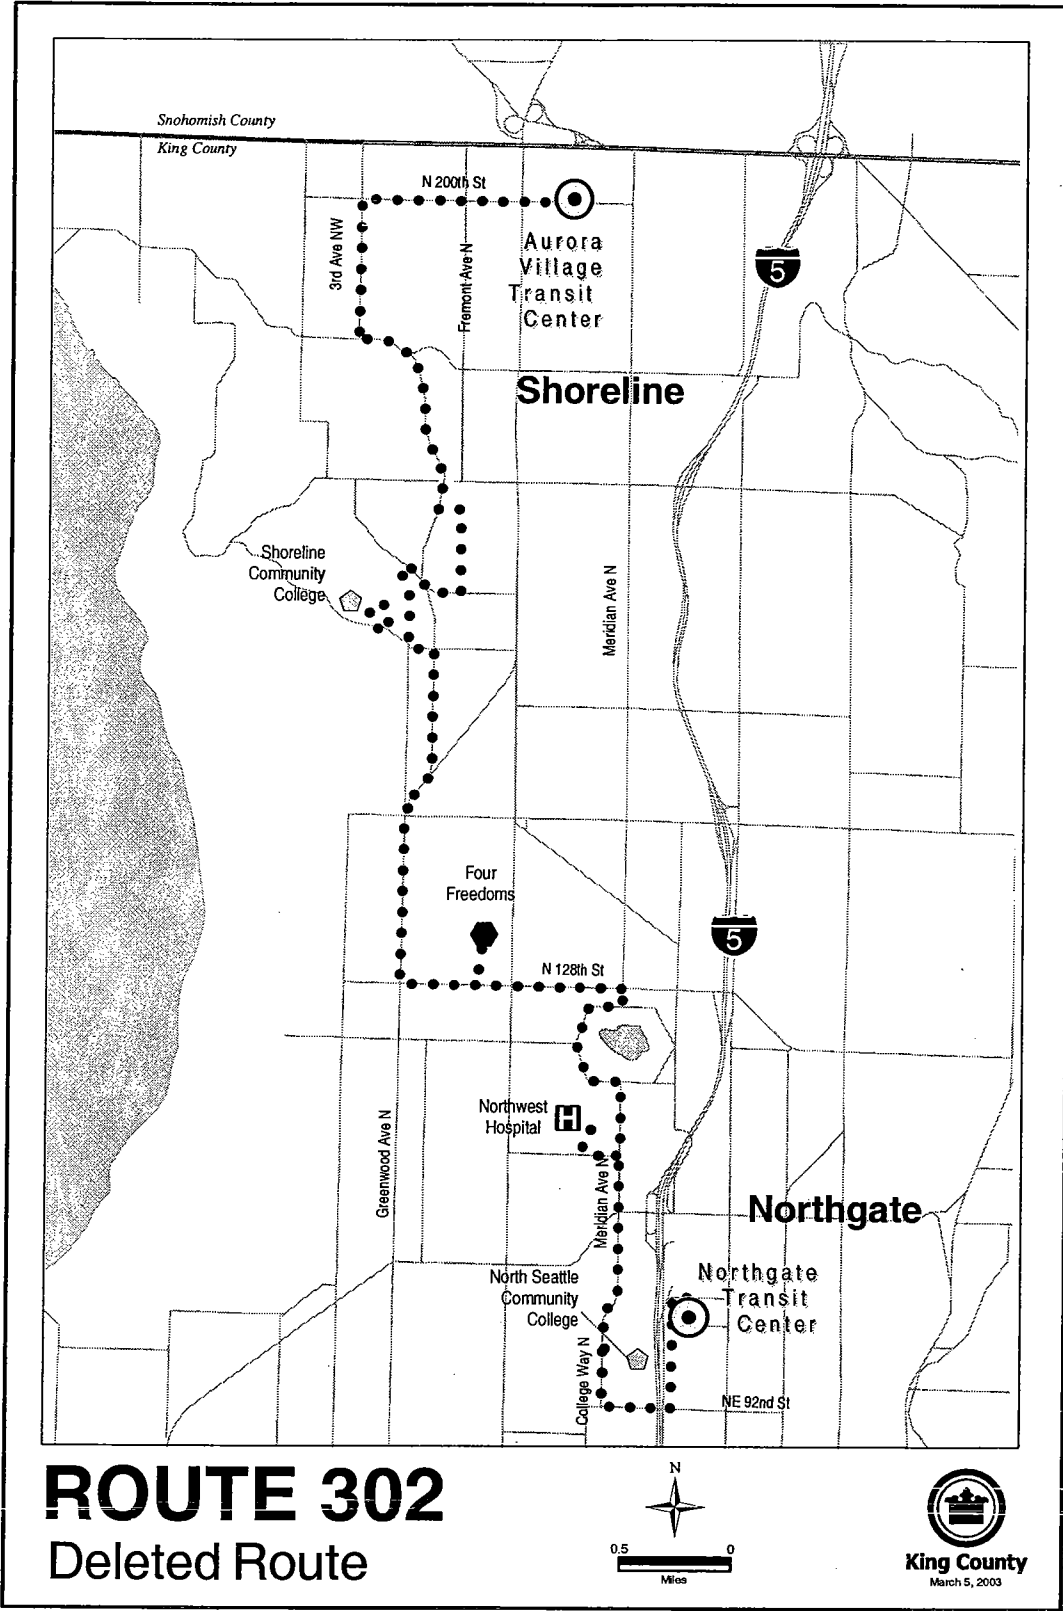 Snohomish County
King County
N 200th St
3rd Ave NW
Fremont Ave N
Aurora
Village
Transit
Center
5
Shoreline
Shoreline
Community
College
Meridian Ave N
Four
Freedoms
5
N 128th St
Northwest
Hospital
H
Greenwood Ave N
Meridian Ave N
Northgate
North Seattle
Community
College
Northgate
Transit
Center
College Way N
NE 92nd St
ROUTE 302
Deleted Route
N
0.5 0
Miles
King County
March 5, 2003